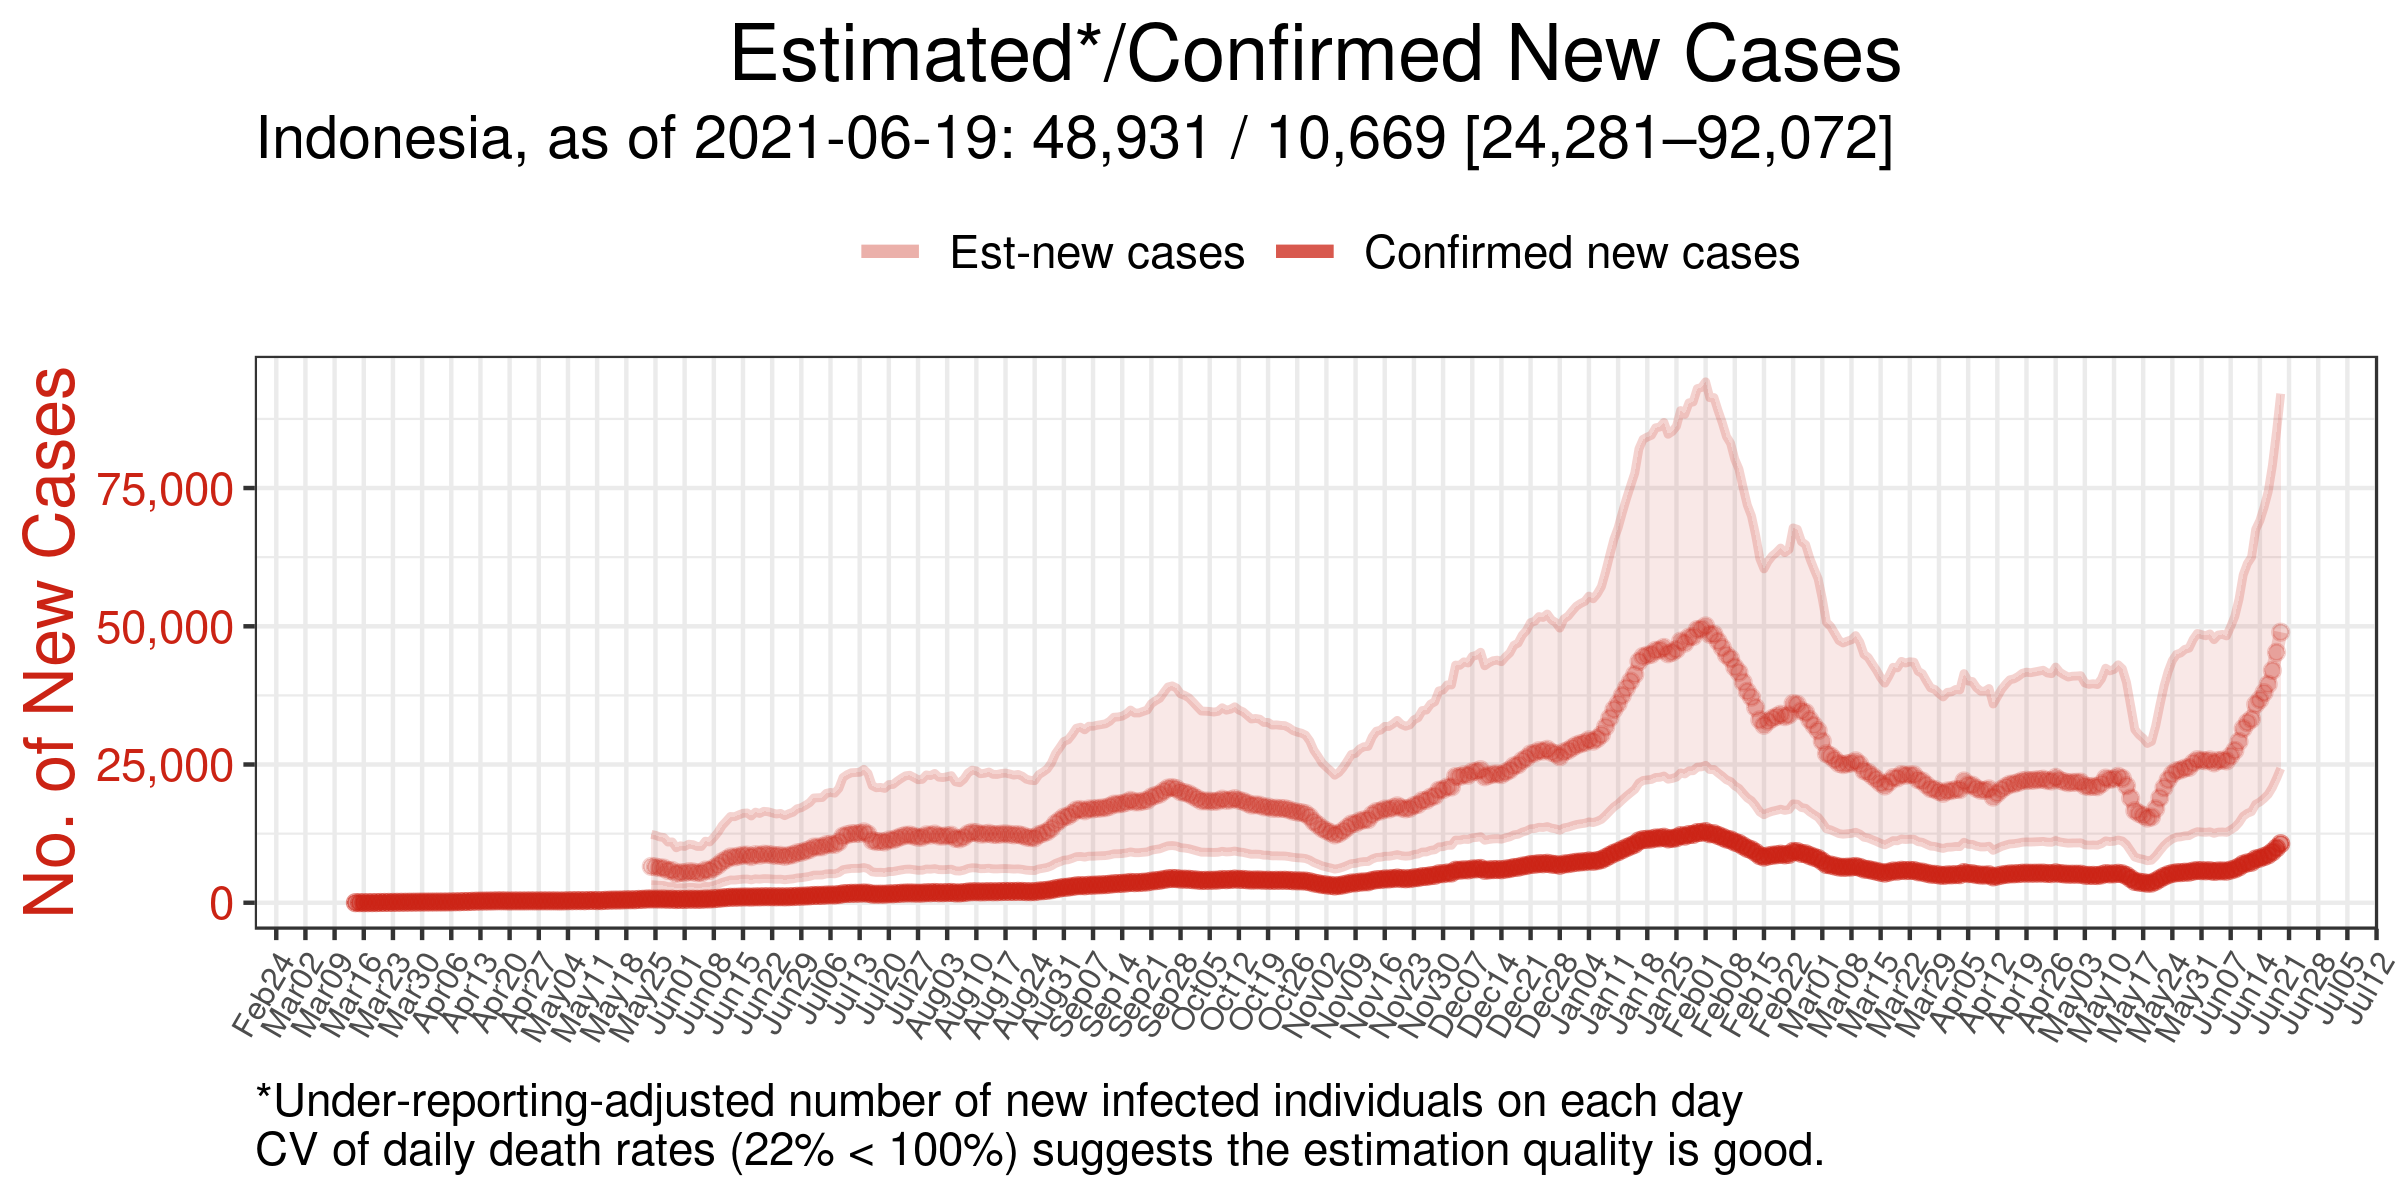 Estimated*/Confirmed New Cases
Indonesia, as of 2021-06-19: 48,931 / 10,669 [24,281–92,072]
Est-new cases Confirmed new cases
No. of New Cases
75,000
50,000
25,000
0
Feb24 Mar02 Mar09 Mar16 Mar23 Mar30 Apr06 Apr13 Apr20 Apr27 May04 May11 May18 May25 Jun01 Jun08 Jun15 Jun22 Jun29 Jul06 Jul13 Jul20 Jul27 Aug03 Aug10 Aug17 Aug24 Aug31 Sep07 Sep14 Sep21 Sep28 Oct05 Oct12 Oct19 Oct26 Nov02 Nov09 Nov16 Nov23 Nov30 Dec07 Dec14 Dec21 Dec28 Jan04 Jan11 Jan18 Jan25 Feb01 Feb08 Feb15 Feb22 Mar01 Mar08 Mar15 Mar22 Mar29 Apr05 Apr12 Apr19 Apr26 May03 May10 May17 May24 May31 Jun07 Jun14 Jun21 Jun28 Jul05 Jul12
*Under-reporting-adjusted number of new infected individuals on each day
CV of daily death rates (22% < 100%) suggests the estimation quality is good.